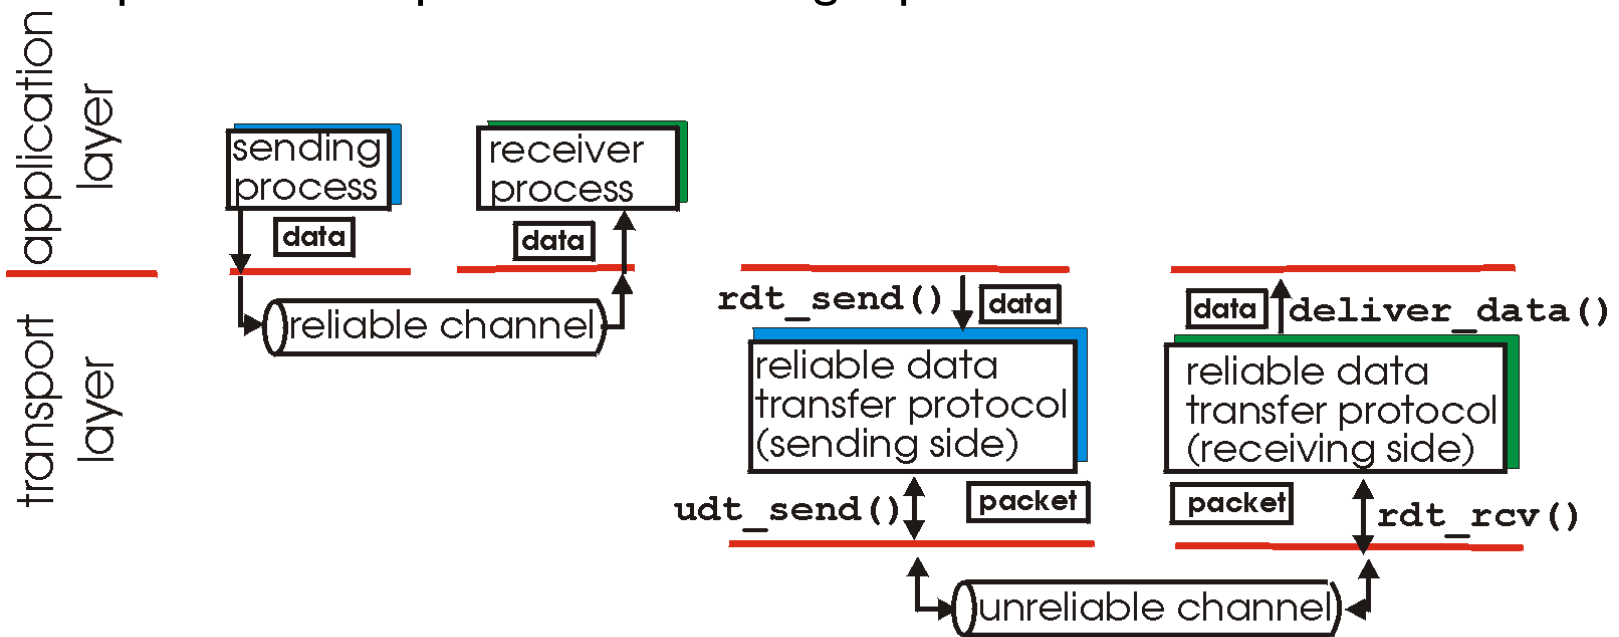 application
layer
transport
layer
sending
process
data
receiver
process
data
reliable channel
rdt_send()
data
reliable data
transfer protocol
(sending side)
udt_send()
packet
data
deliver_data()
reliable data
transfer protocol
(receiving side)
packet
rdt_rcv()
unreliable channel